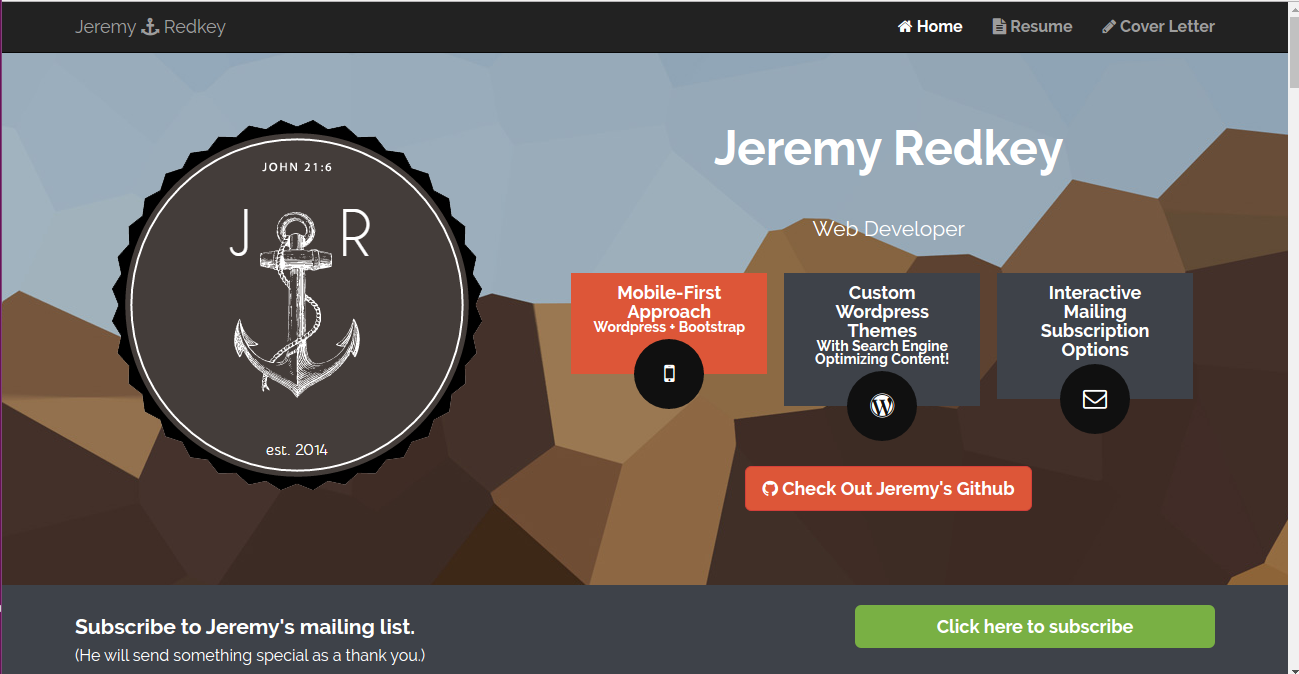 Jeremy Redkey
Home
Resume
Cover Letter
JOHN 21:6
J R
est. 2014
Jeremy Redkey
Web Developer
Mobile-First
Approach
Wordpress + Bootstrap
Custom
Wordpress
Themes
With Search Engine
Optimizing Content!
Interactive
Mailing
Subscription
Options
Check Out Jeremy's Github
Subscribe to Jeremy's mailing list.
(He will send something special as a thank you.)
Click here to subscribe